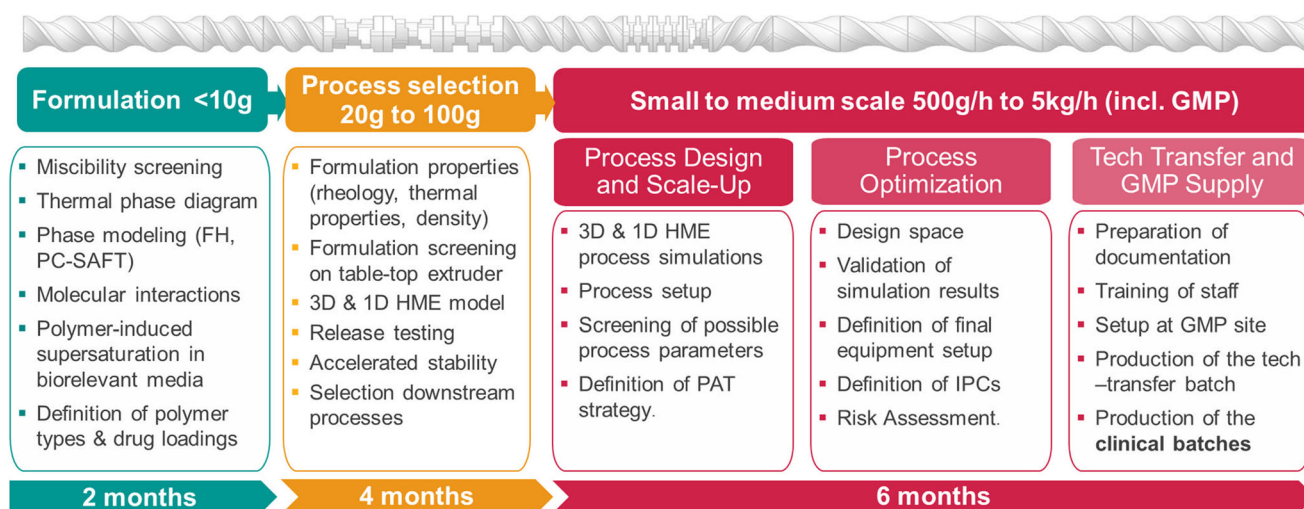 Formulation <10g
Process selection
20g to 100g
Small to medium scale 500g/h to 5kg/h (incl. GMP)
▪ Miscibility screening
▪ Thermal phase diagram
▪ Phase modeling (FH,
PC-SAFT)
▪ Molecular interactions
▪ Polymer-induced
supersaturation in
biorelevant media
▪ Definition of polymer
types & drug loadings
▪ Formulation properties
(rheology, thermal
properties, density)
▪ Formulation screening
on table-top extruder
▪ 3D & 1D HME model
▪ Release testing
▪ Accelerated stability
▪ Selection downstream
processes
Process Design
and Scale-Up
▪ 3D & 1D HME
process simulations
▪ Process setup
▪ Screening of possible
process parameters
▪ Definition of PAT
strategy.
Process
Optimization
▪ Design space
▪ Validation of
simulation results
▪ Definition of final
equipment setup
▪ Definition of IPCs
▪ Risk Assessment.
Tech Transfer and
GMP Supply
▪ Preparation of
documentation
▪ Training of staff
▪ Setup at GMP site
▪ Production of the tech
–transfer batch
▪ Production of the
clinical batches
2 months
4 months
6 months